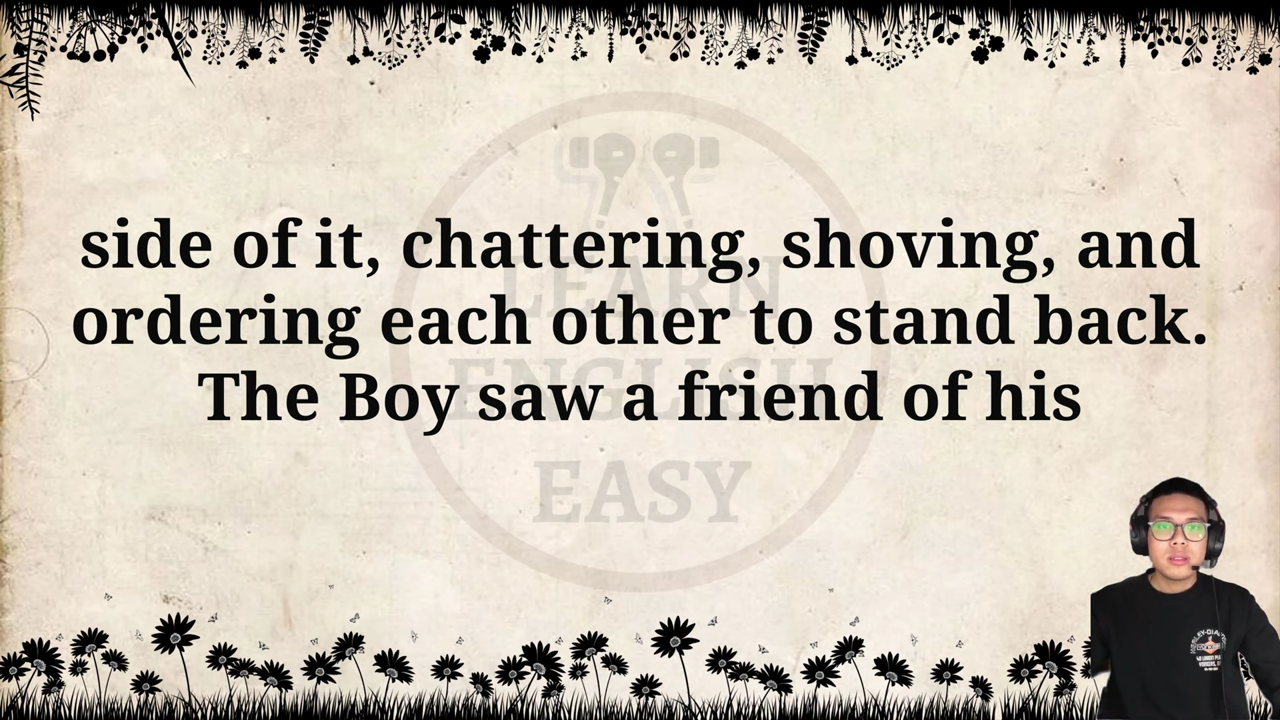 side of it, chattering, shoving, and
ordering each other to stand back.
The Boy saw a friend of his
LEARN
ENGLISH
EASY